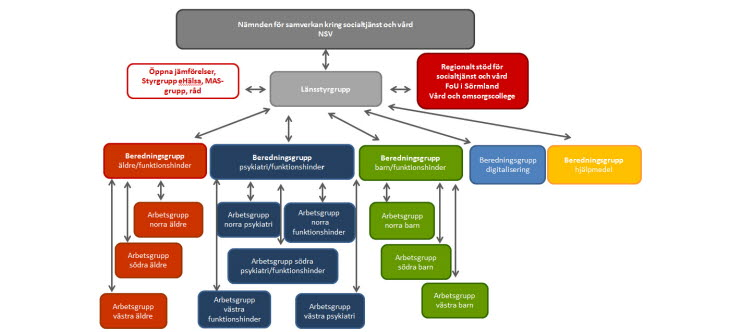 Nämnden för samverkan kring socialtjänst och vård
NSV
Öppna jämförelser,
Styrgrupp eHälsa, MAS-
grupp, råd
Länsstyrgrupp
Regionalt stöd för
socialtjänst och vård
FoU i Sörmland
Vård och omsorgscollege
Beredningsgrupp
äldre/funktionshinder
Beredningsgrupp
psykiatri/funktionshinder
Beredningsgrupp
barn/funktionshinder
Beredningsgrupp
digitalisering
Beredningsgrupp
hjälpmedel
Arbetsgrupp
norra äldre
Arbetsgrupp
norra psykiatri
Arbetsgrupp
norra
funktionshinder
Arbetsgrupp
norra barn
Arbetsgrupp
södra äldre
Arbetsgrupp södra
psykiatri/funktionshinder
Arbetsgrupp
södra barn
Arbetsgrupp
västra äldre
Arbetsgrupp
västra
funktionshinder
Arbetsgrupp
västra psykiatri
Arbetsgrupp
västra barn